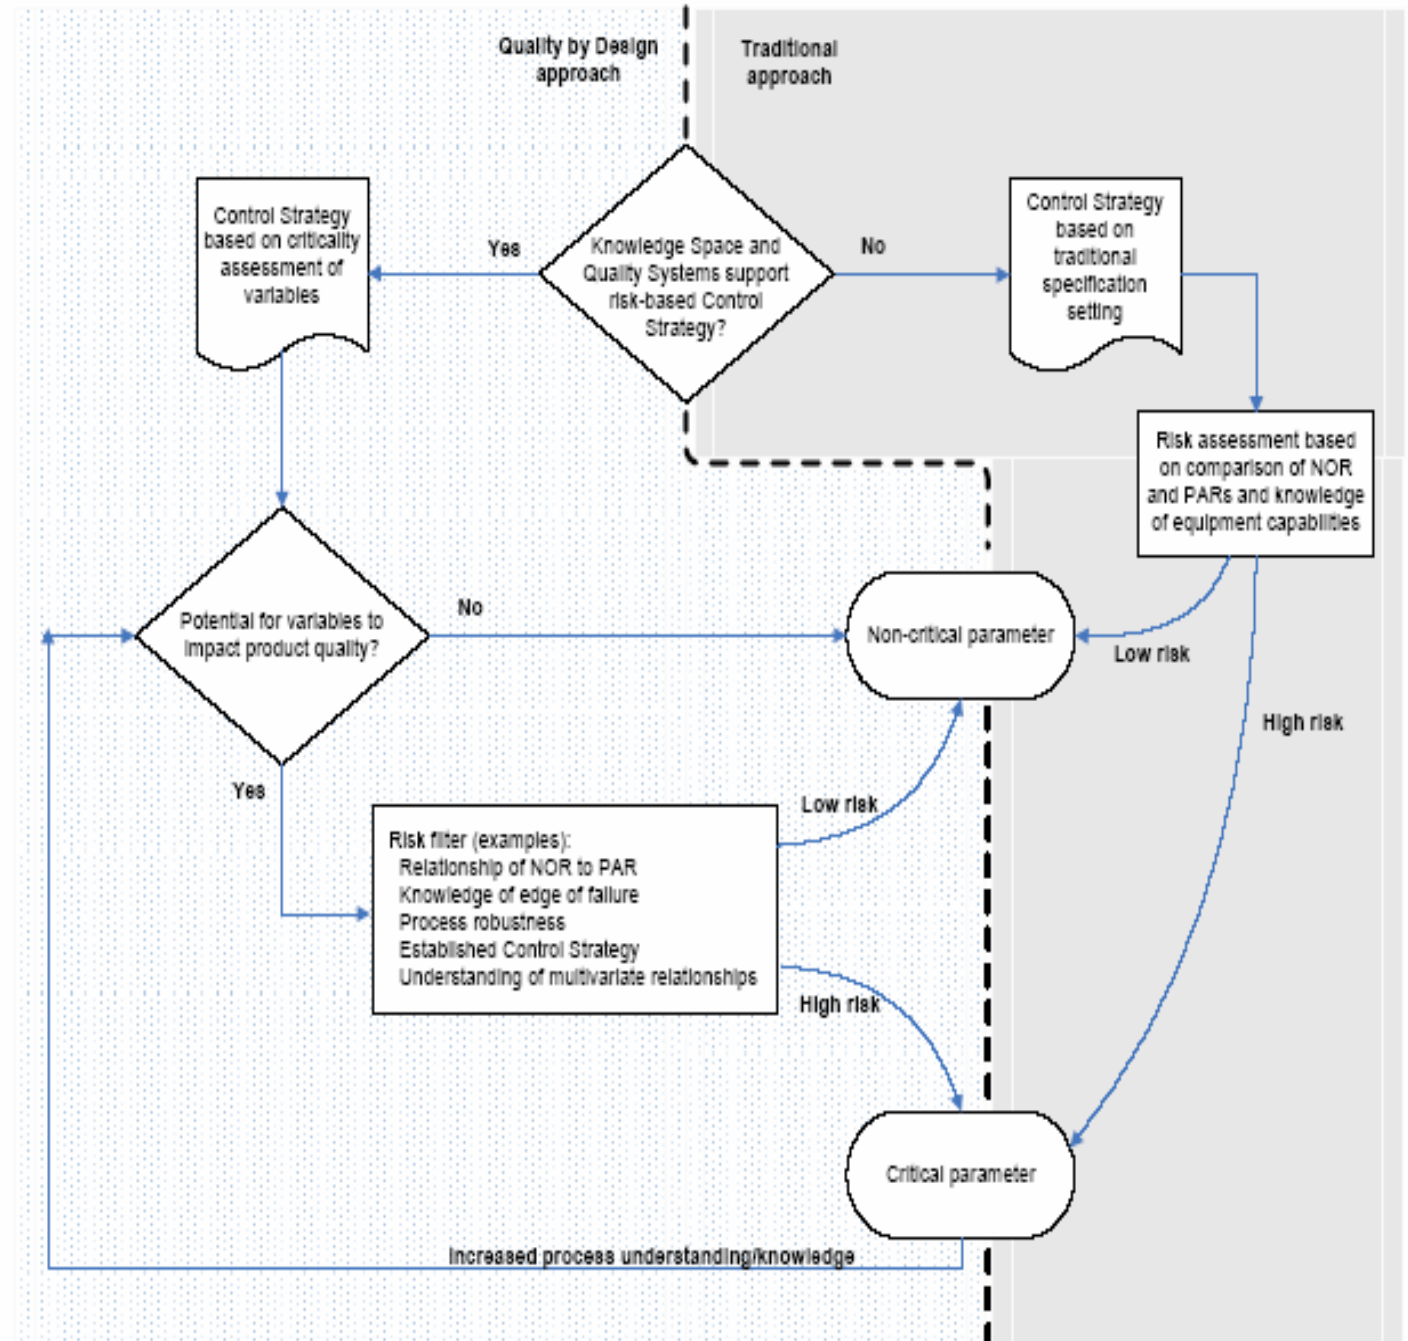 Quality by Design
approach
Traditional
approach
Control Strategy
based on criticality
assessment of
variables
Yes
Knowledge Space and
Quality Systems support
risk-based Control
Strategy?
No
Control Strategy
based on
traditional
specification
setting
Risk assessment based
on comparison of NOR
and PARs and knowledge
of equipment capabilities
Potential for variables to
impact product quality?
No
Non-critical parameter
Low risk
High risk
Yes
Risk filter (examples):
Relationship of NOR to PAR
Knowledge of edge of failure
Process robustness
Established Control Strategy
Understanding of multivariate relationships
Low risk
High risk
Critical parameter
Increased process understanding/knowledge